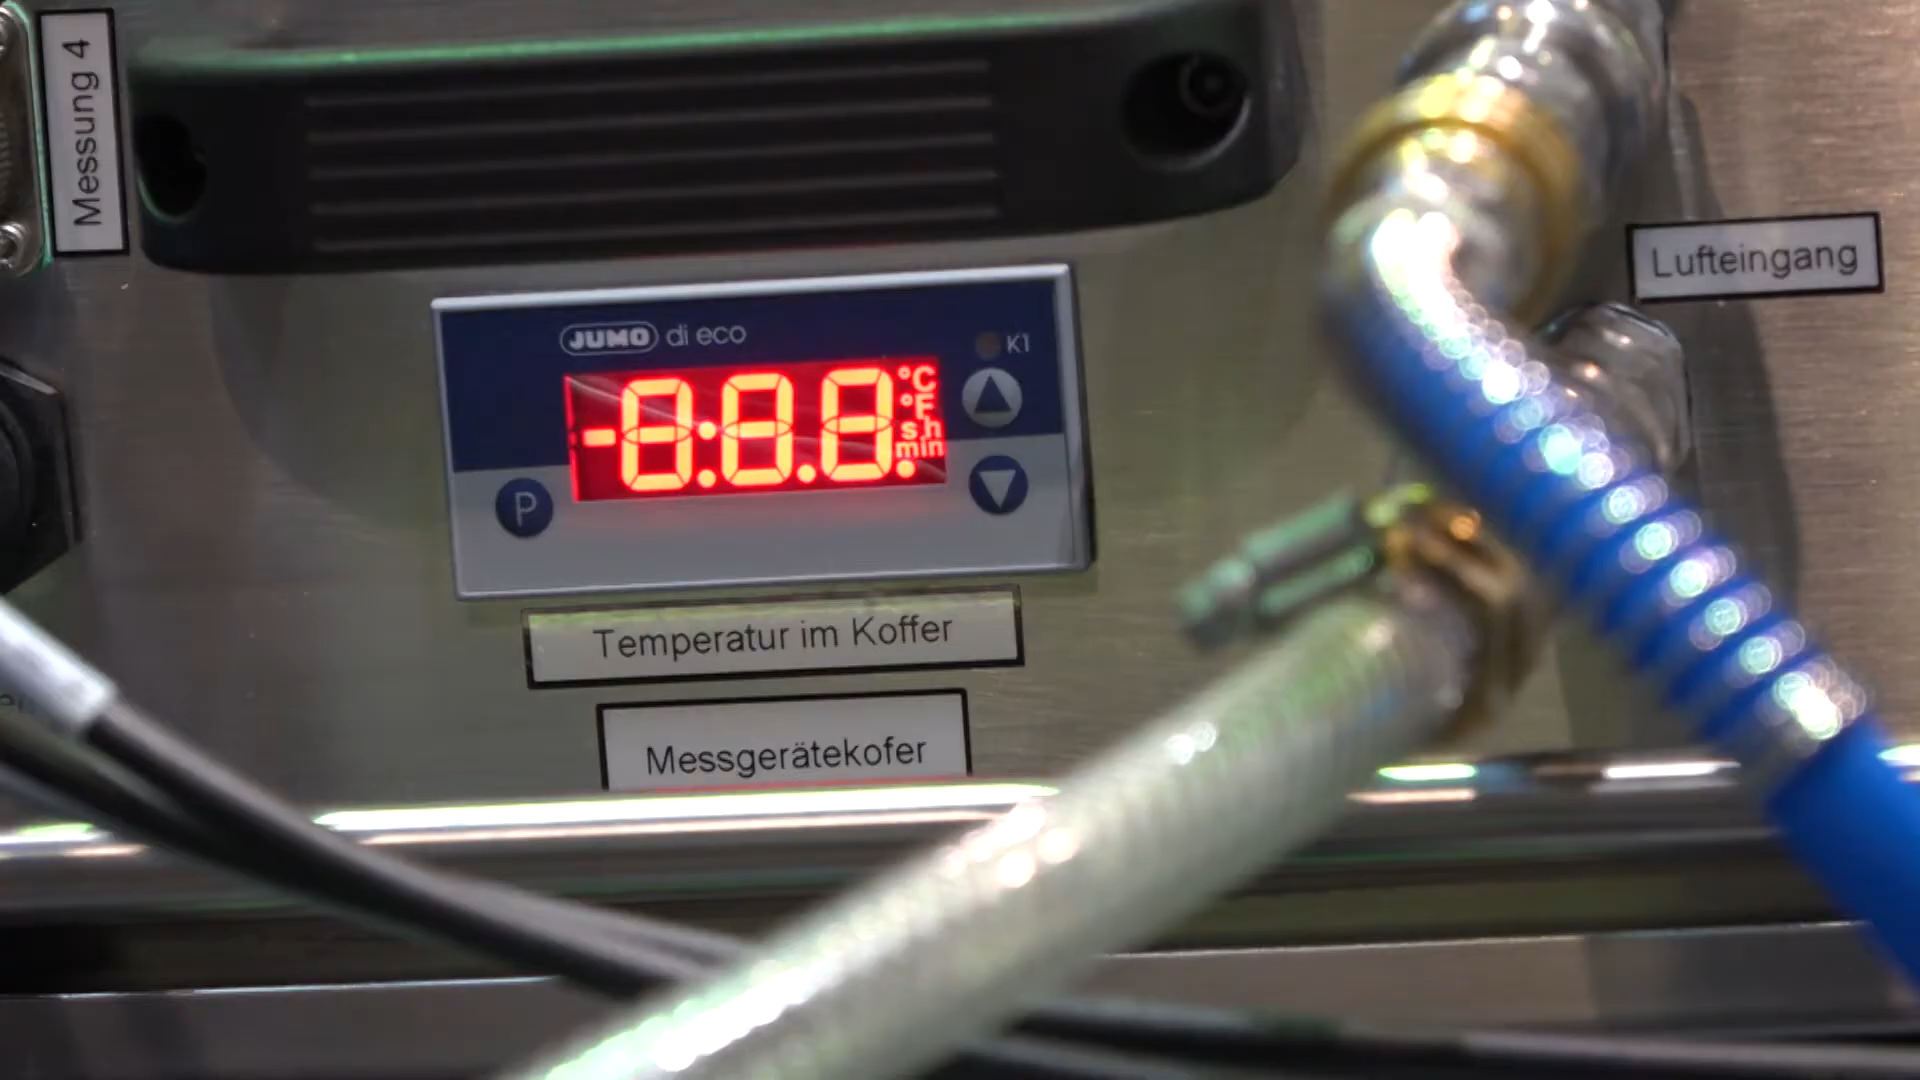 Messung 4
Lufteingang
JUMO di eco
K1
-8:8.8.
°C
°F
s h
min
P
Temperatur im Koffer
Messgerätekofer